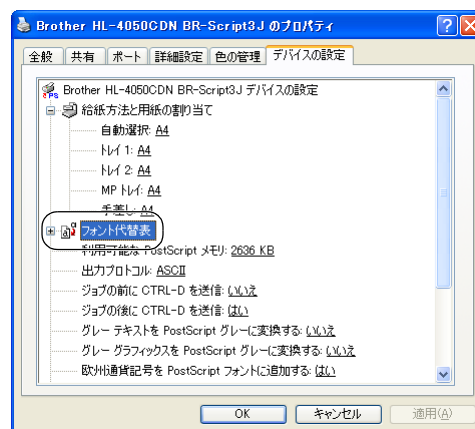 Brother HL-4050CDN BR-Script3J のプロパティ
全般 共有 ポート 詳細設定 色の管理 デバイスの設定
Brother HL-4050CDN BR-Script3J デバイスの設定
給紙方法と用紙の割り当て
自動選択: A4
トレイ 1: A4
トレイ 2: A4
MP トレイ: A4
手差し: A4
フォント代替表
利用可能な PostScript メモリ: 2636 KB
出力プロトコル: ASCII
ジョブの前に CTRL-D を送信: いいえ
ジョブの後に CTRL-D を送信: はい
グレー テキストを PostScript グレーに変換する: いいえ
グレー グラフィックスを PostScript グレーに変換する: いいえ
欧州通貨記号を PostScript フォントに追加する: はい
OK キャンセル 適用(A)